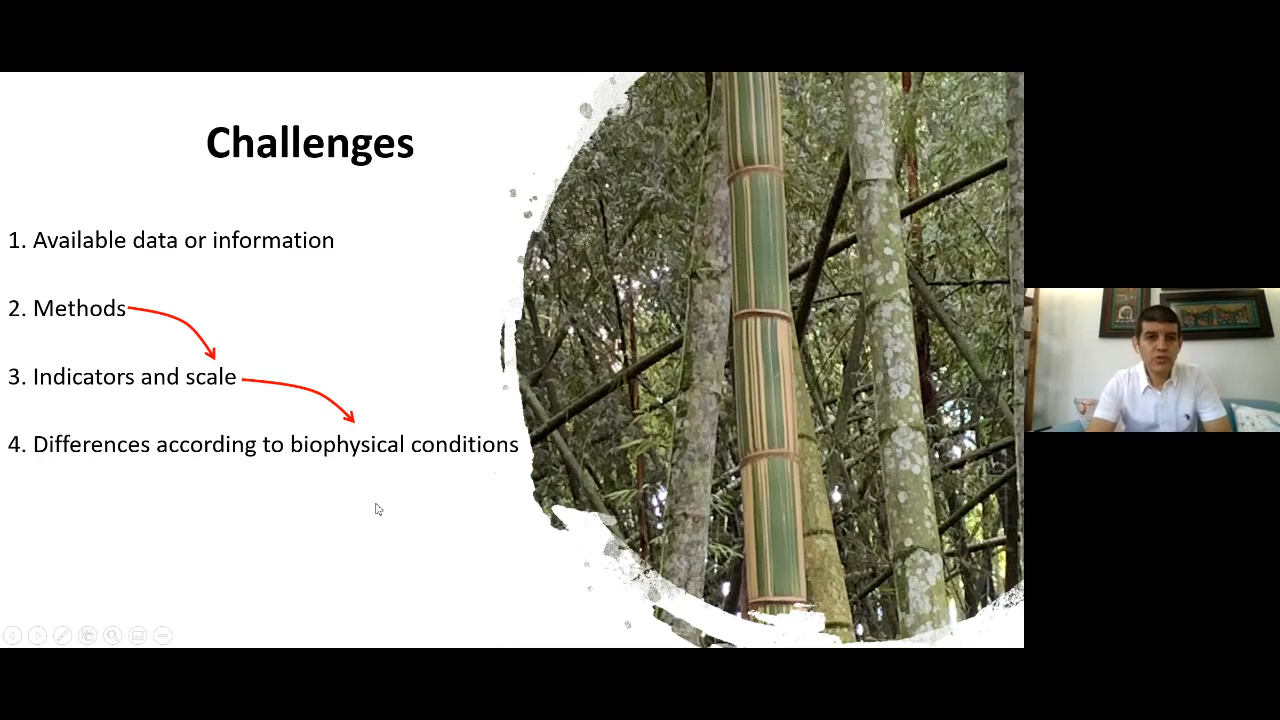 Challenges
1. Available data or information
2. Methods
3. Indicators and scale
4. Differences according to biophysical conditions